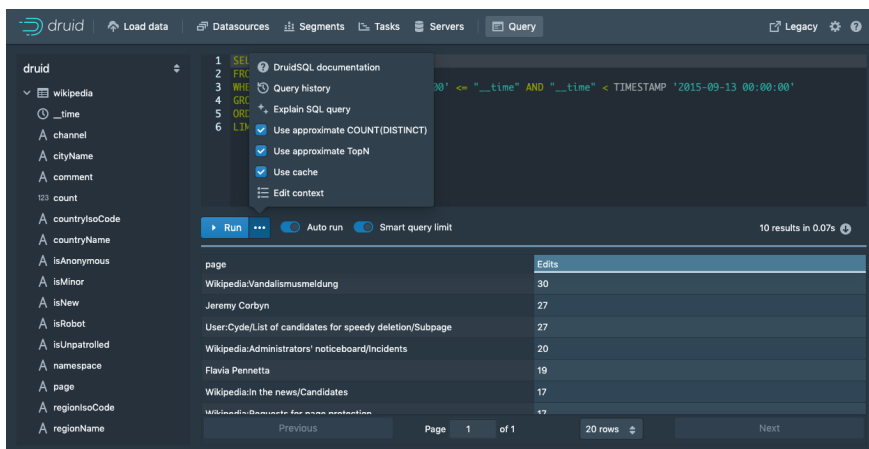 druid Load data Datasources Segments Tasks Servers Query Legacy
druid
wikipedia
__time
channel
cityName
comment
123 count
countryIsoCode
countryName
isAnonymous
isMinor
isNew
isRobot
isUnpatrolled
namespace
page
regionIsoCode
regionName
1 SEL
2 FRO
3 WHE 00' <= "__time" AND "__time" < TIMESTAMP '2015-09-13 00:00:00'
4 GRO
5 ORD
6 LIM
DruidSQL documentation
Query history
Explain SQL query
Use approximate COUNT(DISTINCT)
Use approximate TopN
Use cache
Edit context
Run ••• Auto run Smart query limit 10 results in 0.07s
page Edits
Wikipedia:Vandalismusmeldung 30
Jeremy Corbyn 27
User:Cyde/List of candidates for speedy deletion/Subpage 27
Wikipedia:Administrators' noticeboard/Incidents 20
Flavia Pennetta 19
Wikipedia:In the news/Candidates 17
Wikipedia:Requests for page protection 17
Previous Page 1 of 1 20 rows Next